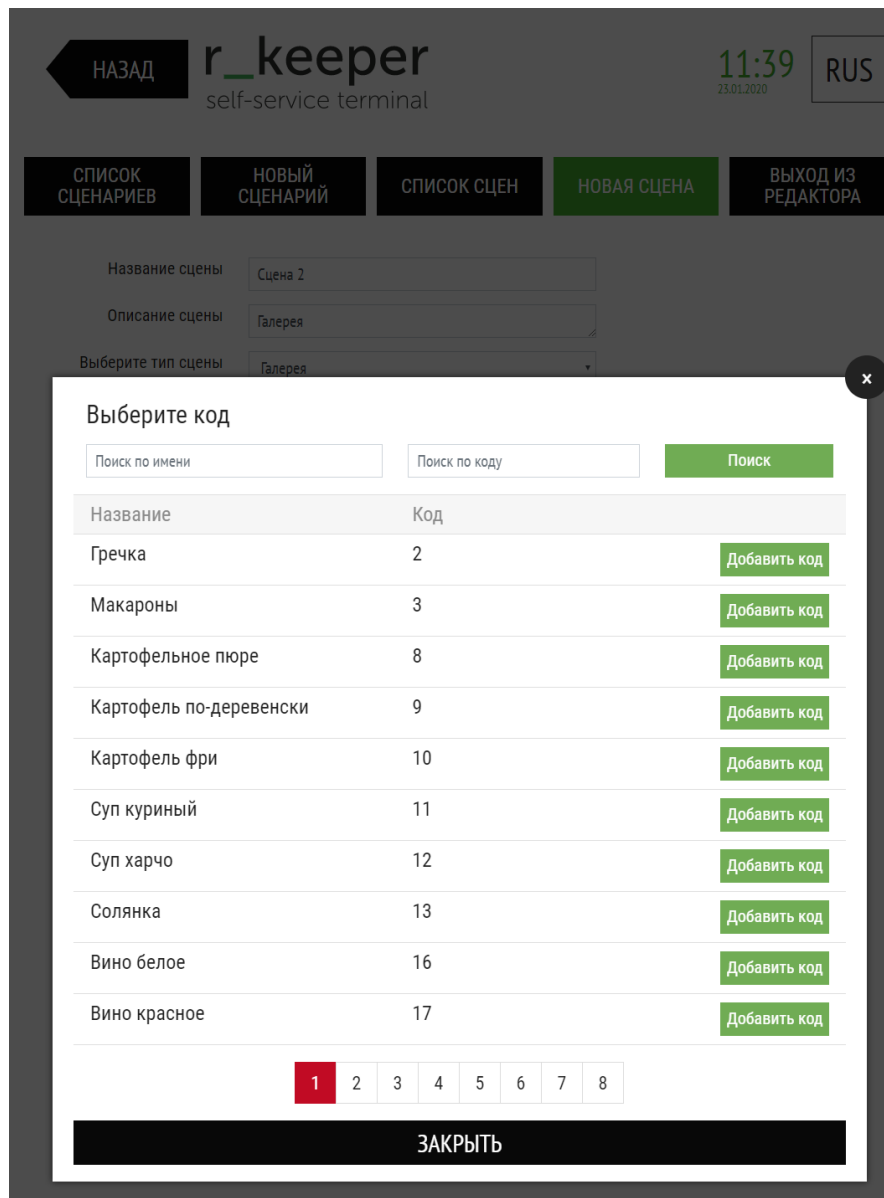 НАЗАД
r_keeper
self-service terminal
11:39
23.01.2020
RUS
СПИСОК
СЦЕНАРИЕВ
НОВЫЙ
СЦЕНАРИЙ
СПИСОК СЦЕН
НОВАЯ СЦЕНА
ВЫХОД ИЗ
РЕДАКТОРА
Название сцены
Сцена 2
Описание сцены
Галерея
Выберите тип сцены
Галерея
x
Выберите код
Поиск по имени
Поиск по коду
Поиск
Название Код
Гречка 2 Добавить код
Макароны 3 Добавить код
Картофельное пюре 8 Добавить код
Картофель по-деревенски 9 Добавить код
Картофель фри 10 Добавить код
Суп куриный 11 Добавить код
Суп харчо 12 Добавить код
Солянка 13 Добавить код
Вино белое 16 Добавить код
Вино красное 17 Добавить код
1 2 3 4 5 6 7 8
ЗАКРЫТЬ